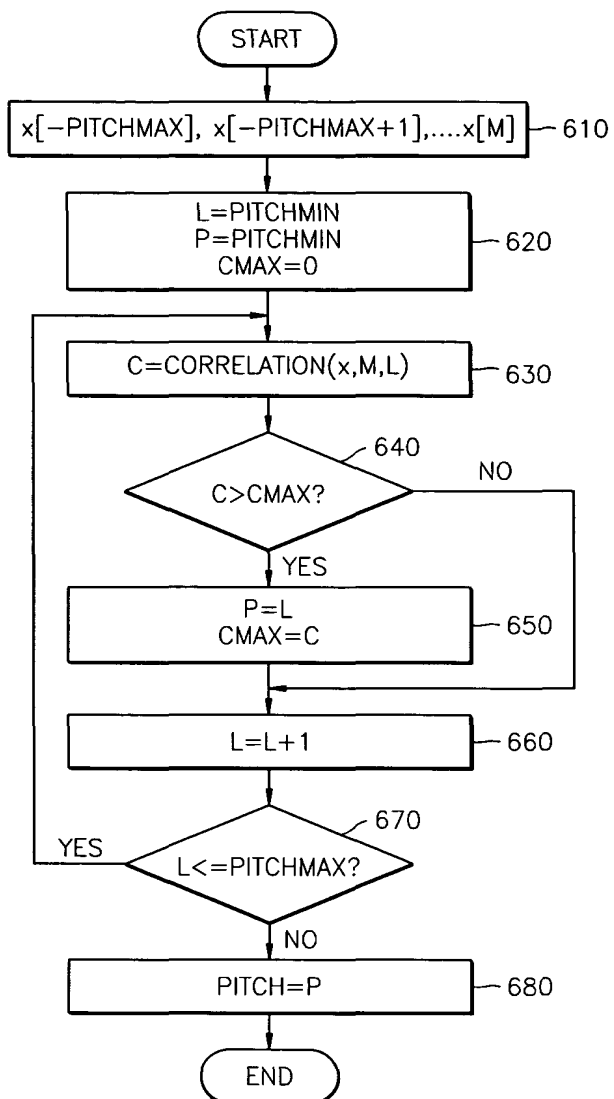 START
x[-PITCHMAX], x[-PITCHMAX+1],....x[M]
610
L=PITCHMIN
P=PITCHMIN
CMAX=0
620
C=CORRELATION(x,M,L)
630
640
C>CMAX?
NO
YES
P=L
CMAX=C
650
L=L+1
660
670
YES
L<=PITCHMAX?
NO
PITCH=P
680
END